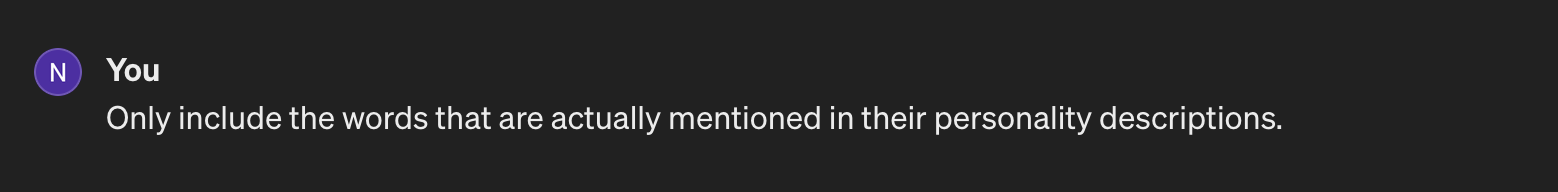 N
You
Only include the words that are actually mentioned in their personality descriptions.